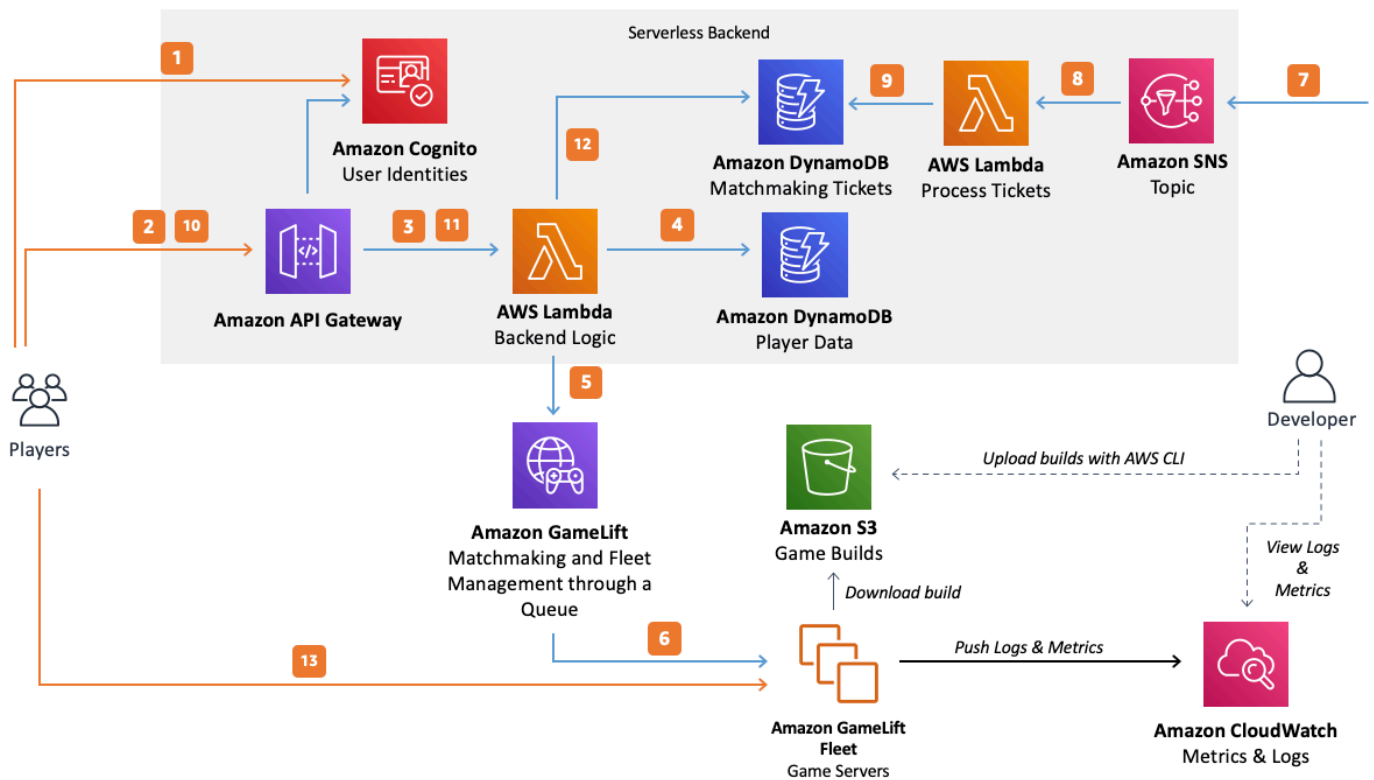 Serverless Backend
1
7
8
9
Amazon Cognito
User Identities
12
Amazon DynamoDB
Matchmaking Tickets
AWS Lambda
Process Tickets
Amazon SNS
Topic
2
10
3
11
4
</>
Amazon API Gateway
AWS Lambda
Backend Logic
Amazon DynamoDB
Player Data
5
Players
Developer
Upload builds with AWS CLI
Amazon GameLift
Matchmaking and Fleet
Management through a
Queue
Amazon S3
Game Builds
View Logs
&
Metrics
Download build
6
13
Push Logs & Metrics
Amazon GameLift
Fleet
Game Servers
Amazon CloudWatch
Metrics & Logs